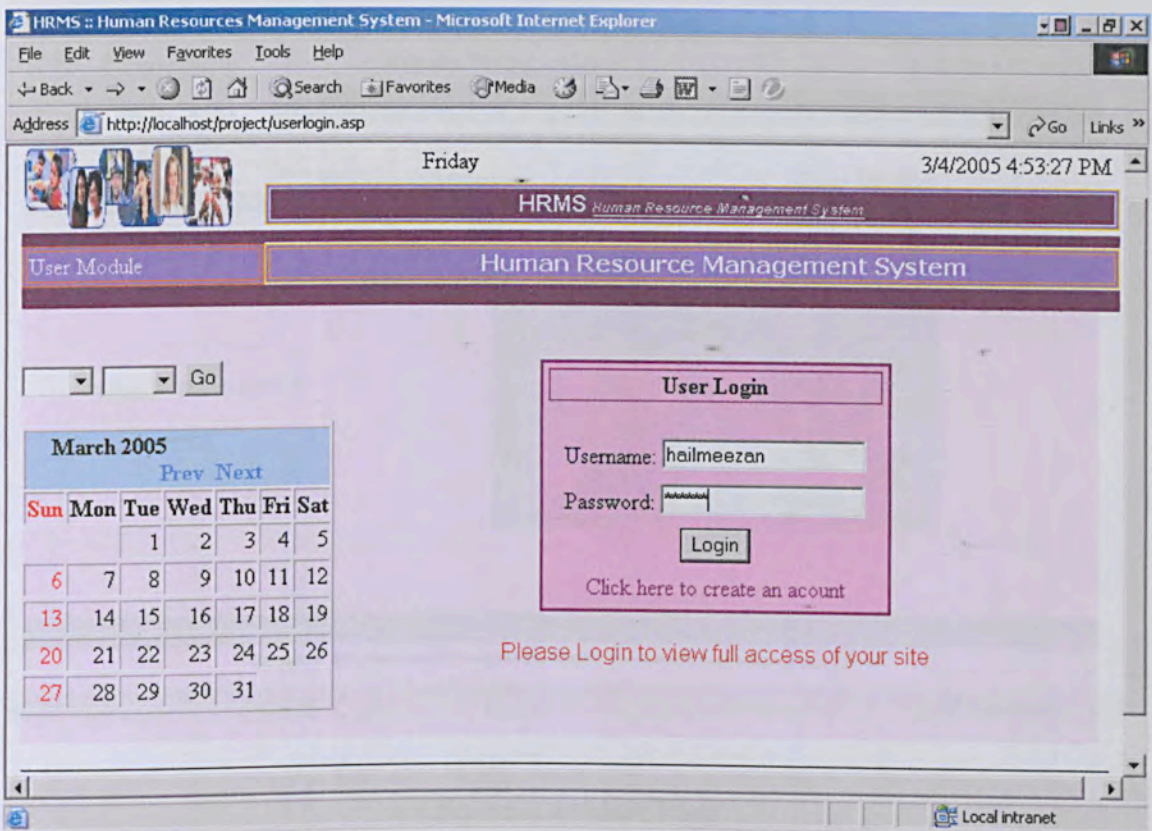 HRMS :: Human Resources Management System - Microsoft Internet Explorer
File Edit View Favorites Tools Help
Back Search Favorites Media
Address http://localhost/project/userlogin.asp Go Links »
Friday 3/4/2005 4:53:27 PM
HRMS Human Resource Management System
User Module Human Resource Management System
Go
User Login
March 2005
Prev Next
Username: hailmeezan
Sun Mon Tue Wed Thu Fri Sat
Password: ******
1 2 3 4 5
Login
6 7 8 9 10 11 12
Click here to create an acount
13 14 15 16 17 18 19
20 21 22 23 24 25 26
Please Login to view full access of your site
27 28 29 30 31
Local intranet